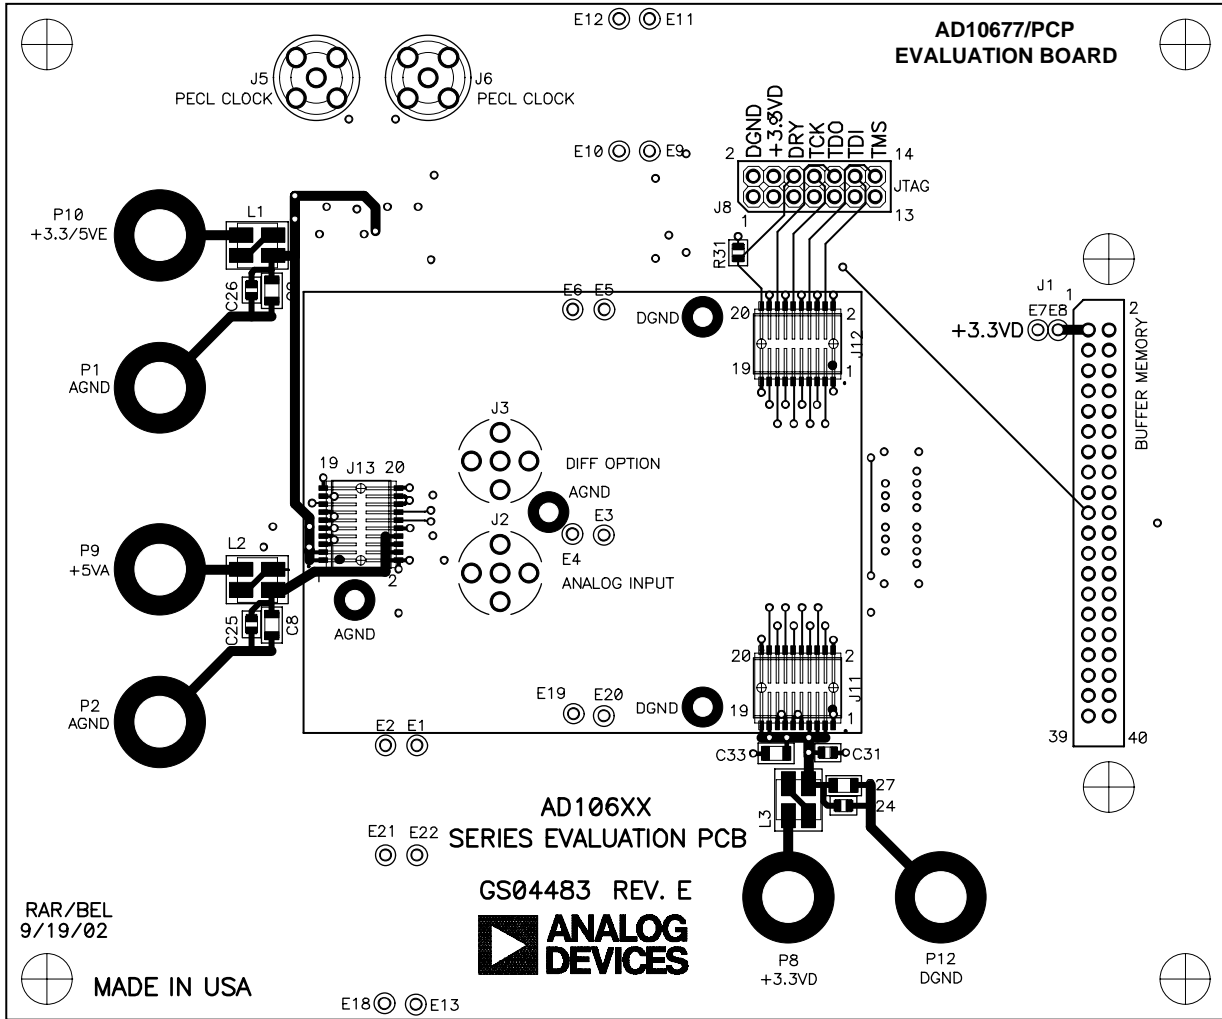 E12 E11
AD10677/PCP
EVALUATION BOARD
J5
PECL CLOCK
J6
PECL CLOCK
DGND
+3.3VD
DRY
TCK
TDO
TDI
TMS
E10 E9
2 14
JTAG
J8
1 13
P10
+3.3/5VE
L1
R31
C26
E6 E5
DGND
20 2
J12
19 1
J1
1 2
E7E8
+3.3VD
BUFFER MEMORY
P1
AGND
J3
DIFF OPTION
19 J13 20
AGND
J2
E3
E4
ANALOG INPUT
P9
+5VA
L2
1 2
C25
C8
AGND
20 2
J11
19 1
P2
AGND
E19 E20
DGND
E2 E1
39 40
C33 C31
27
24
L3
AD106XX
SERIES EVALUATION PCB
E21 E22
GS04483 REV. E
ANALOG
DEVICES
RAR/BEL
9/19/02
MADE IN USA
E18 E13
P8
+3.3VD
P12
DGND